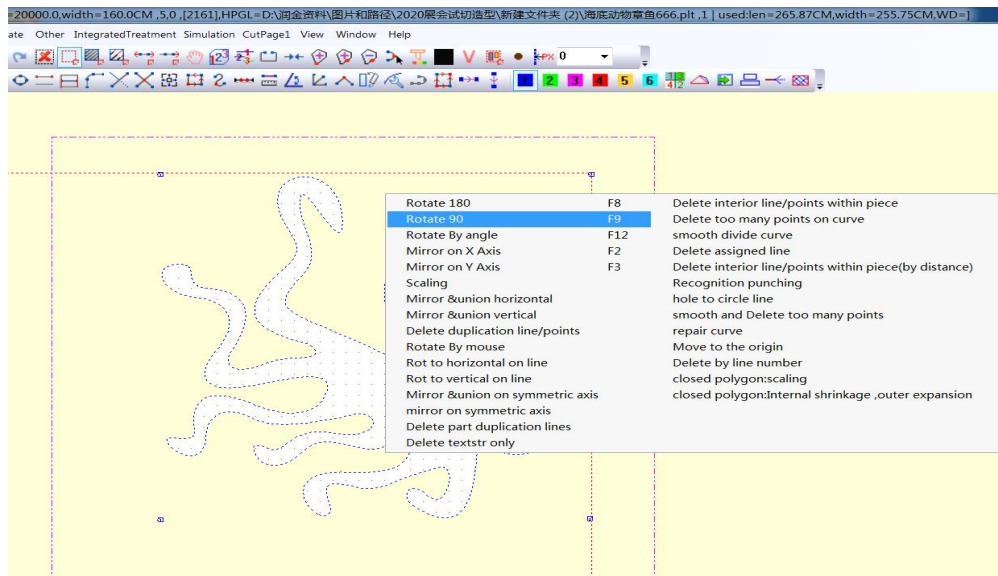 =20000.0,width=160.0CM ,5,0 ,[2161],HPGL=D:\润金资料\图片和路径\2020展会试切造型\新建文件夹 (2)\海底动物章鱼666.plt ,1 | used:len=265.87CM,width=255.75CM,WD=]
ate Other IntegratedTreatment Simulation CutPage1 View Window Help
123 V PX 0
1 2 3 4 5 6 1 3 412
Rotate 180 F8 Delete interior line/points within piece
Rotate 90 F9 Delete too many points on curve
Rotate By angle F12 smooth divide curve
Mirror on X Axis F2 Delete assigned line
Mirror on Y Axis F3 Delete interior line/points within piece(by distance)
Scaling Recognition punching
Mirror &union horizontal hole to circle line
Mirror &union vertical smooth and Delete too many points
Delete duplication line/points repair curve
Rotate By mouse Move to the origin
Rot to horizontal on line Delete by line number
Rot to vertical on line closed polygon:scaling
Mirror &union on symmetric axis closed polygon:Internal shrinkage ,outer expansion
mirror on symmetric axis
Delete part duplication lines
Delete textstr only